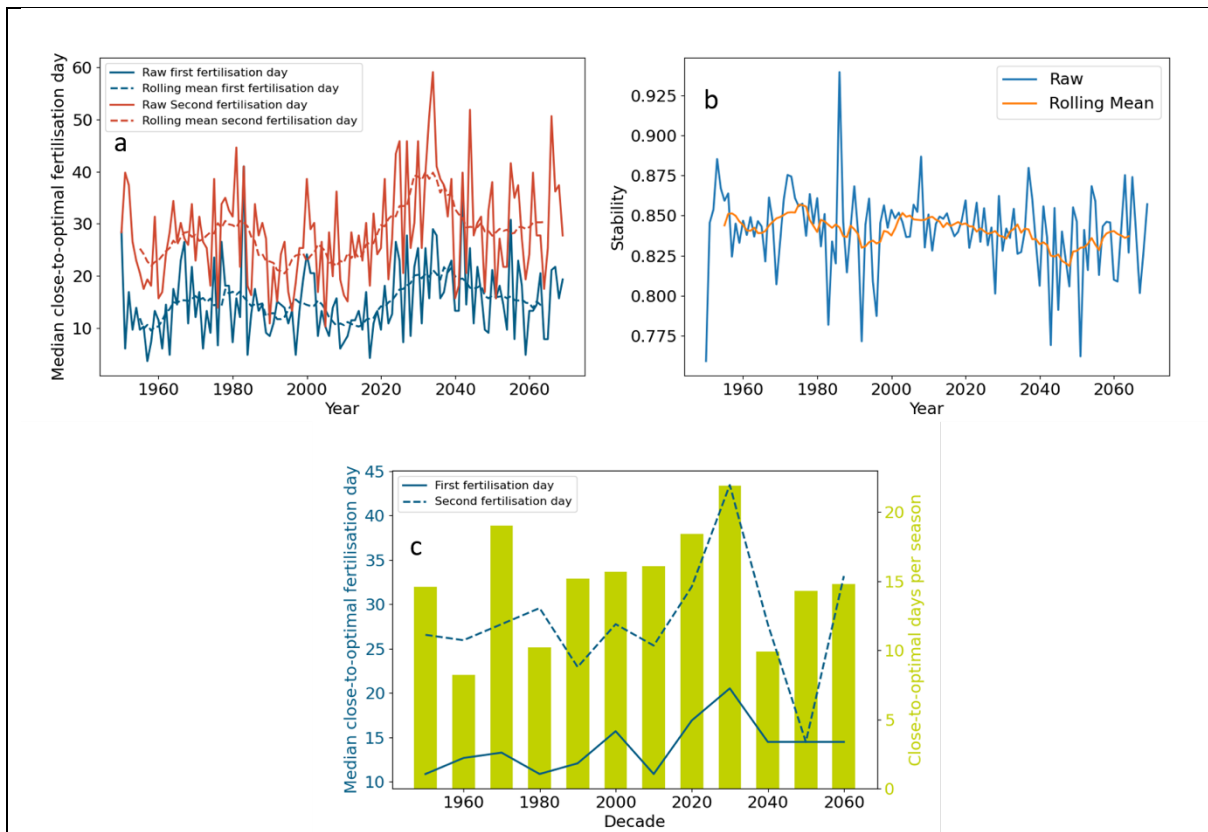 60
50
40
30
20
10
Median close-to-optimal fertilisation day
Raw first fertilisation day
Rolling mean first fertilisation day
Raw Second fertilisation day
Rolling mean second fertilisation day
a
1960 1980 2000 2020 2040 2060
Year
0.925
0.900
0.875
0.850
0.825
0.800
0.775
Stability
b
Raw
Rolling Mean
1960 1980 2000 2020 2040 2060
Year
45
40
35
30
25
20
15
10
Median close-to-optimal fertilisation day
First fertilisation day
Second fertilisation day
c
20
15
10
5
0
Close-to-optimal days per season
1960 1980 2000 2020 2040 2060
Decade